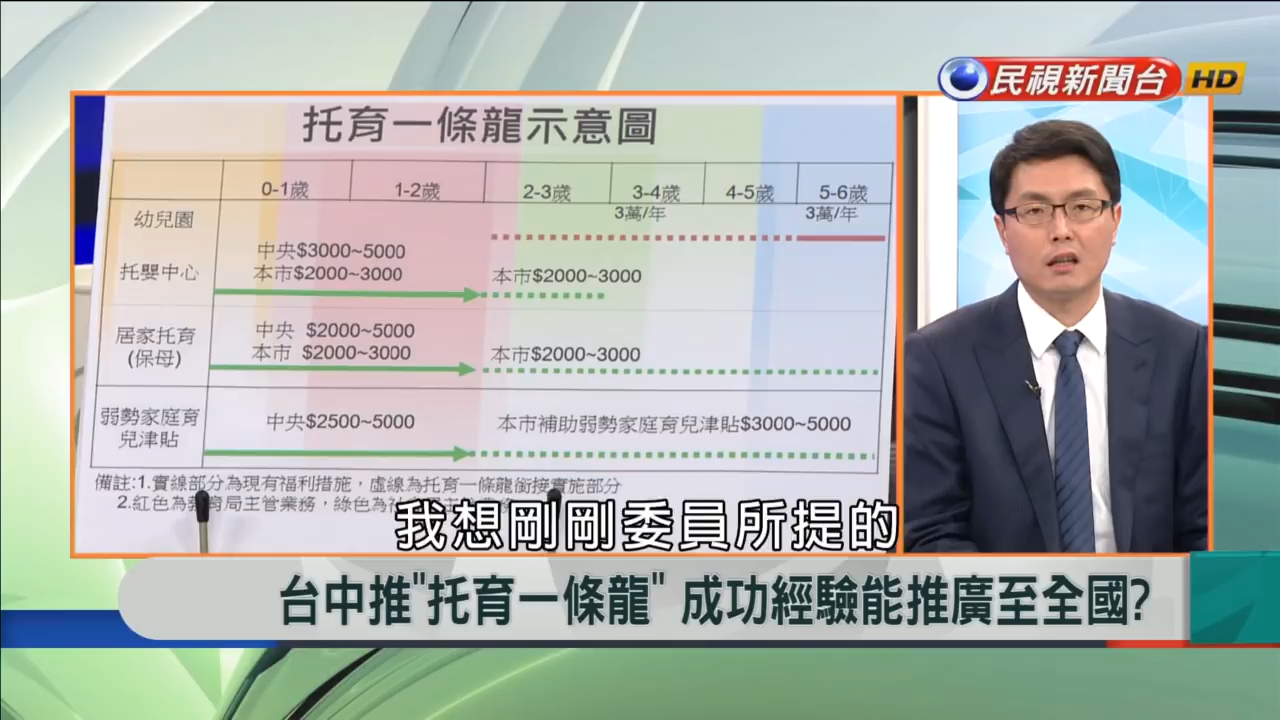 民視新聞台 HD
托育一條龍示意圖
0-1歲 1-2歲 2-3歲 3-4歲 4-5歲 5-6歲
幼兒園 3萬/年 3萬/年
托嬰中心 中央$3000~5000
本市$2000~3000 本市$2000~3000
居家托育 中央 $2000~5000
(保母) 本市 $2000~3000 本市$2000~3000
弱勢家庭育
兒津貼 中央$2500~5000 本市補助弱勢家庭育兒津貼$3000~5000
備註:1.實線部分為現有福利措施，虛線為托育一條龍銜接實施部分
2.紅色為教育局主管業務，綠色為社
我想剛剛委員所提的
台中推"托育一條龍" 成功經驗能推廣至全國?